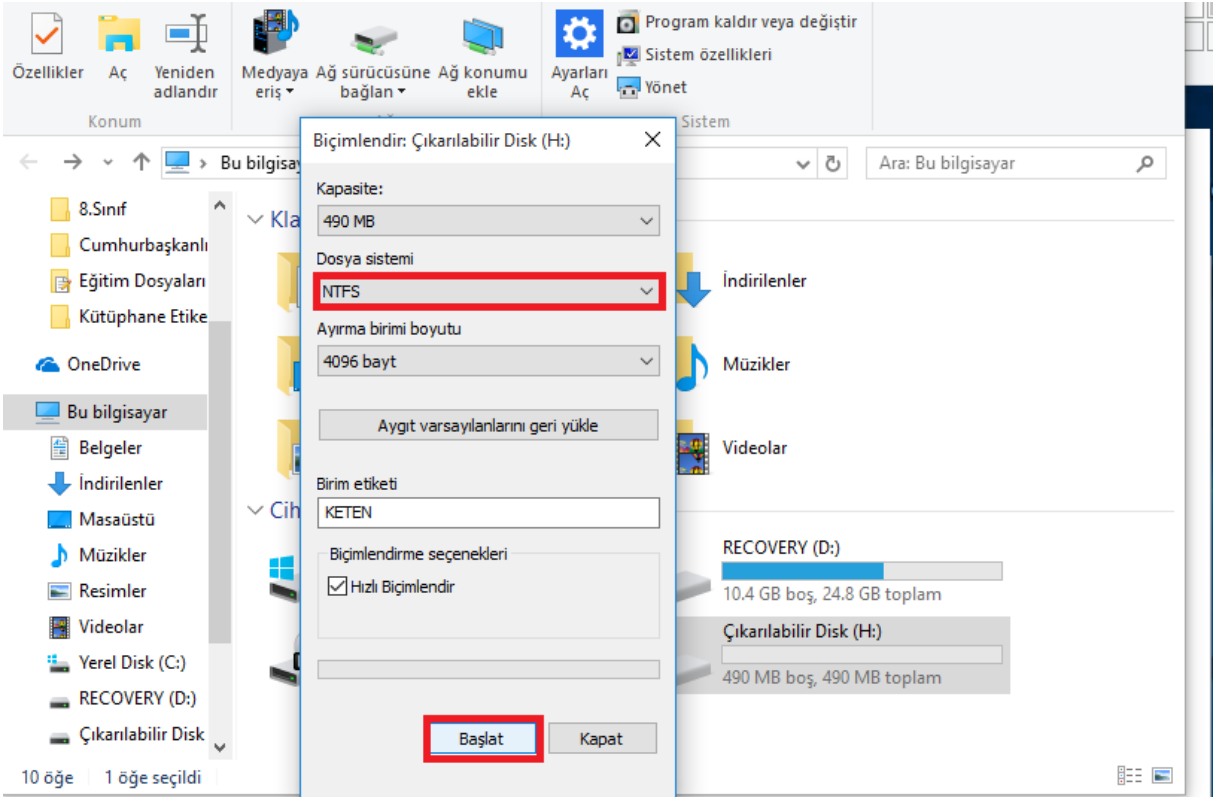 Program kaldır veya değiştir
Sistem özellikleri
Yönet
Özellikler
Aç
Yeniden
adlandır
Medyaya
eriş
Ağ sürücüsüne
bağlan
Ağ konumu
ekle
Ayarları
Aç
Konum
Sistem
Biçimlendir: Çıkarılabilir Disk (H:)
Bu bilgisay
Ara: Bu bilgisayar
Kapasite:
490 MB
Dosya sistemi
NTFS
Ayırma birimi boyutu
4096 bayt
Aygıt varsayılanlarını geri yükle
Birim etiketi
KETEN
Biçimlendirme seçenekleri
Hızlı Biçimlendir
Başlat
Kapat
8.Sınıf
Cumhurbaşkanlı
Eğitim Dosyaları
Kütüphane Etike
OneDrive
Bu bilgisayar
Belgeler
İndirilenler
Masaüstü
Müzikler
Resimler
Videolar
Yerel Disk (C:)
RECOVERY (D:)
Çıkarılabilir Disk
Kla
Cih
İndirilenler
Müzikler
Videolar
RECOVERY (D:)
10.4 GB boş, 24.8 GB toplam
Çıkarılabilir Disk (H:)
490 MB boş, 490 MB toplam
10 öğe
1 öğe seçildi